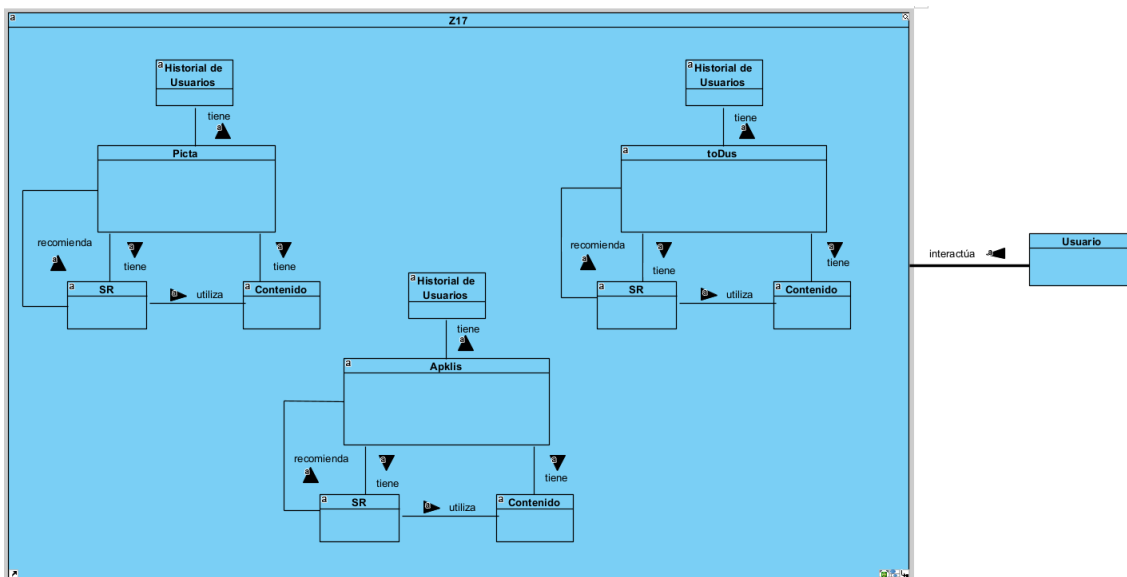 Z17
Historial de
Usuarios
tiene
Picta
recomienda
tiene
tiene
SR
utiliza
Contenido
Historial de
Usuarios
tiene
toDus
recomienda
tiene
tiene
SR
utiliza
Contenido
Historial de
Usuarios
tiene
Apklis
recomienda
tiene
tiene
SR
utiliza
Contenido
interactúa
Usuario